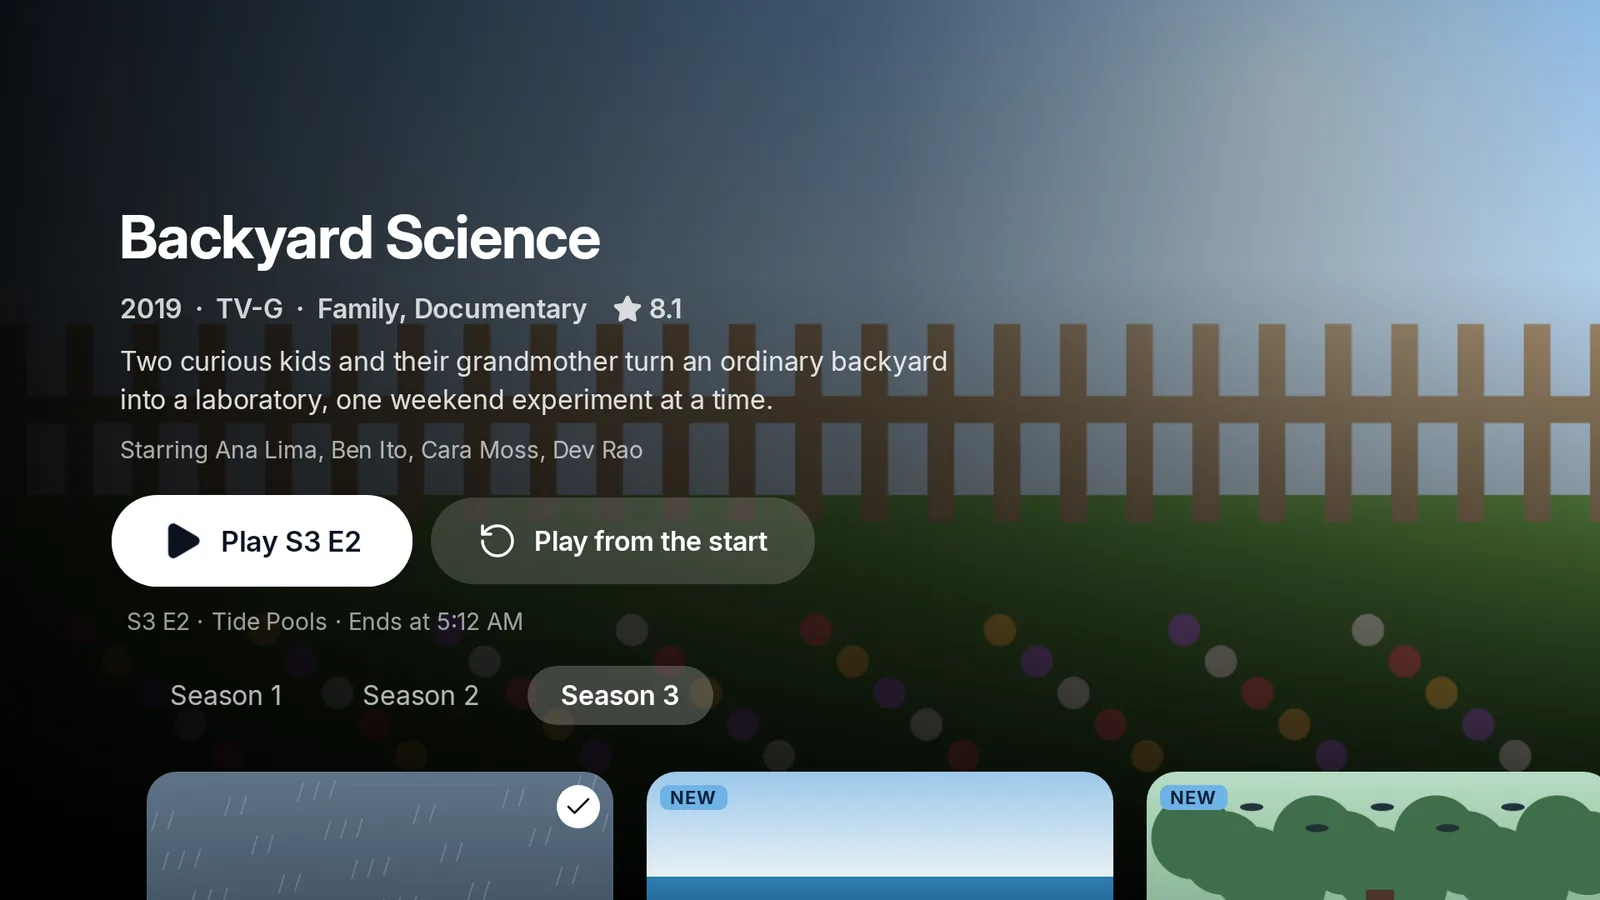 Backyard Science
2019 · TV-G · Family, Documentary ★ 8.1
Two curious kids and their grandmother turn an ordinary backyard
into a laboratory, one weekend experiment at a time.
Starring Ana Lima, Ben Ito, Cara Moss, Dev Rao
Play S3 E2
Play from the start
S3 E2 · Tide Pools · Ends at 5:12 AM
Season 1
Season 2
Season 3
NEW
NEW